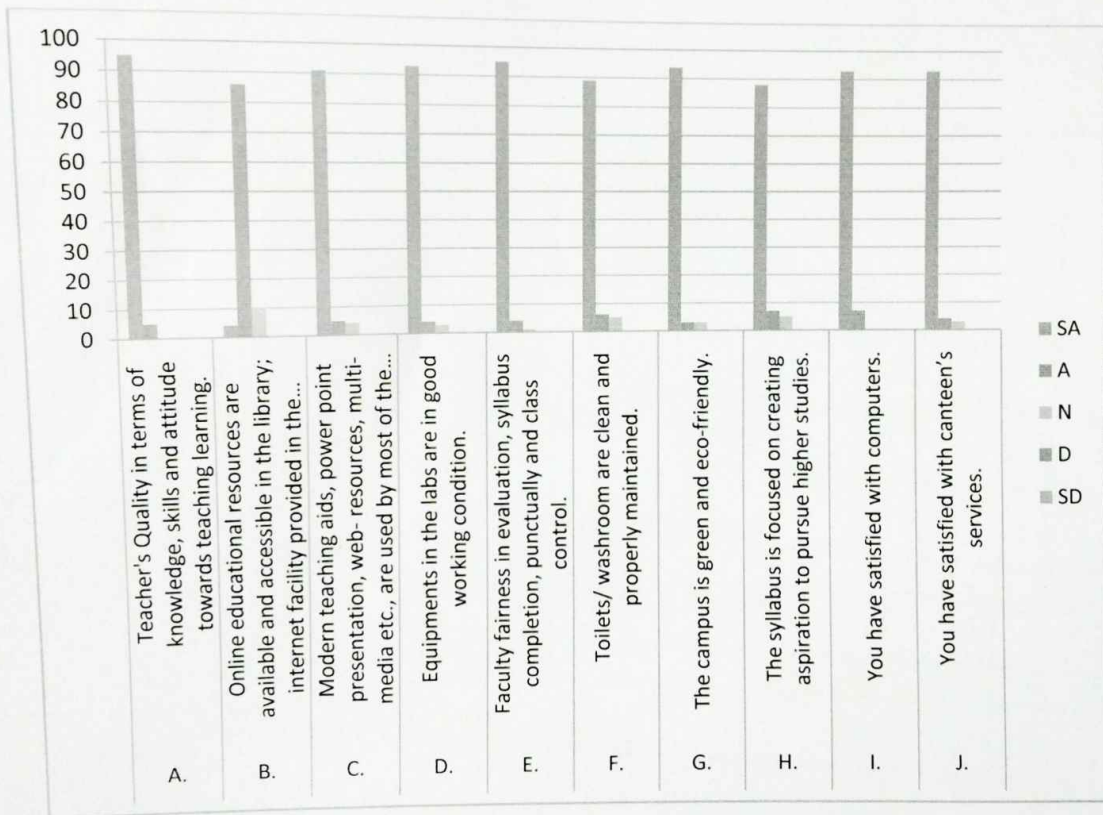 100
90
80
70
60
50
40
30
20
10
0
Teacher's Quality in terms of
knowledge, skills and attitude
towards teaching learning.
Online educational resources are
available and accessible in the library;
internet facility provided in the...
Modern teaching aids, power point
presentation, web- resources, multi-
media etc., are used by most of the...
Equipments in the labs are in good
working condition.
Faculty fairness in evaluation, syllabus
completion, punctually and class
control.
Toilets/ washroom are clean and
properly maintained.
The campus is green and eco-friendly.
The syllabus is focused on creating
aspiration to pursue higher studies.
You have satisfied with computers.
You have satisfied with canteen's
services.
A.
B.
C.
D.
E.
F.
G.
H.
I.
J.
SA
A
N
D
SD